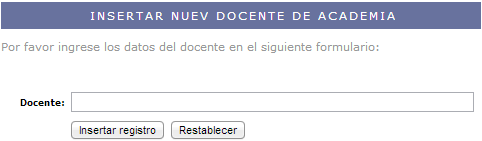 INSERTAR NUEV DOCENTE DE ACADEMIA
Por favor ingrese los datos del docente en el siguiente formulario:
Docente:
Insertar registro Restablecer